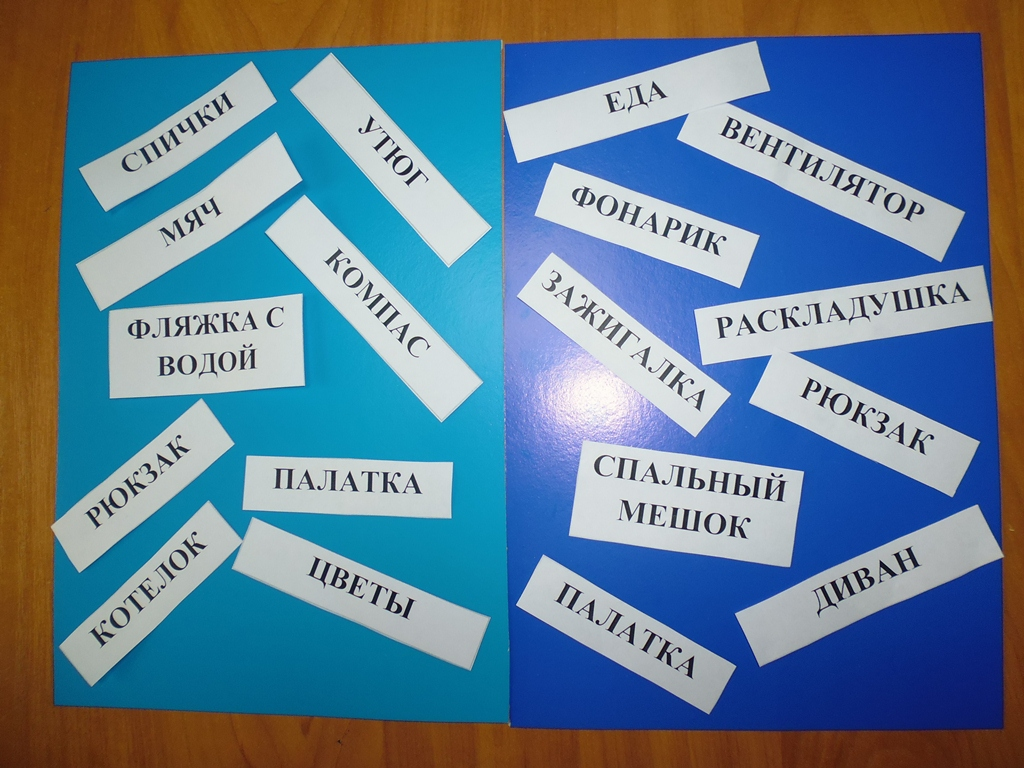 СПИЧКИ
УТЮГ
МЯЧ
КОМПАС
ФЛЯЖКА С
ВОДОЙ
РЮКЗАК
ПАЛАТКА
КОТЕЛОК
ЦВЕТЫ
ЕДА
ВЕНТИЛЯТОР
ФОНАРИК
ЗАЖИГАЛКА
РАСКЛАДУШКА
РЮКЗАК
СПАЛЬНЫЙ
МЕШОК
ПАЛАТКА
ДИВАН